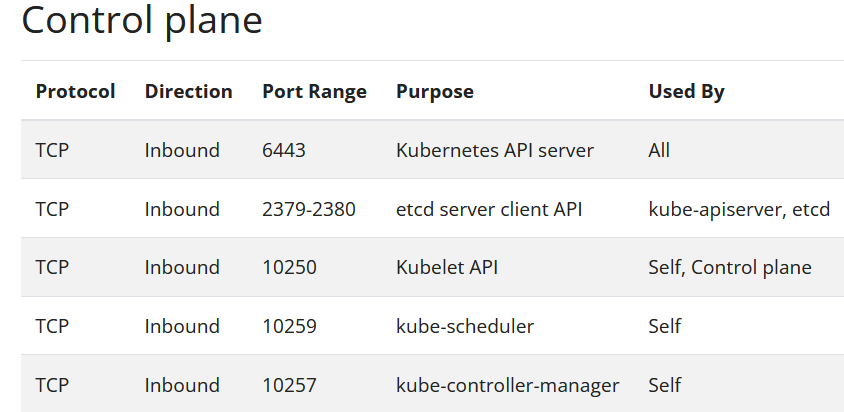 Control plane
Protocol Direction Port Range Purpose Used By
TCP Inbound 6443 Kubernetes API server All
TCP Inbound 2379-2380 etcd server client API kube-apiserver, etcd
TCP Inbound 10250 Kubelet API Self, Control plane
TCP Inbound 10259 kube-scheduler Self
TCP Inbound 10257 kube-controller-manager Self